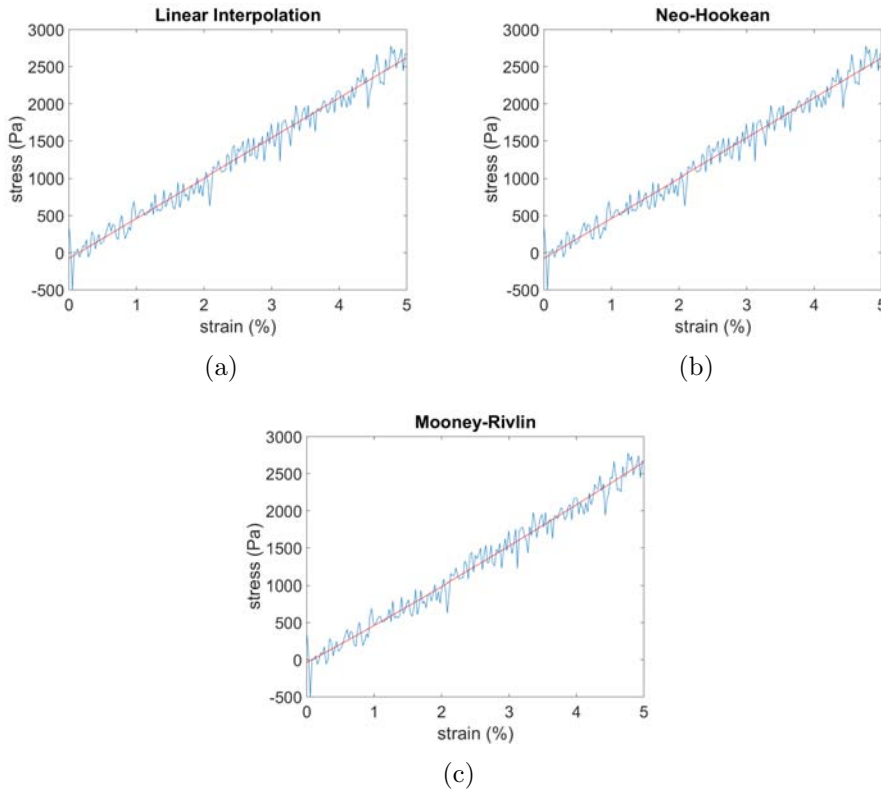 Linear Interpolation
3000
2500
2000
1500
1000
500
0
-500
stress (Pa)
0 1 2 3 4 5
strain (%)
(a)
Neo-Hookean
3000
2500
2000
1500
1000
500
0
-500
stress (Pa)
0 1 2 3 4 5
strain (%)
(b)
Mooney-Rivlin
3000
2500
2000
1500
1000
500
0
-500
stress (Pa)
0 1 2 3 4 5
strain (%)
(c)